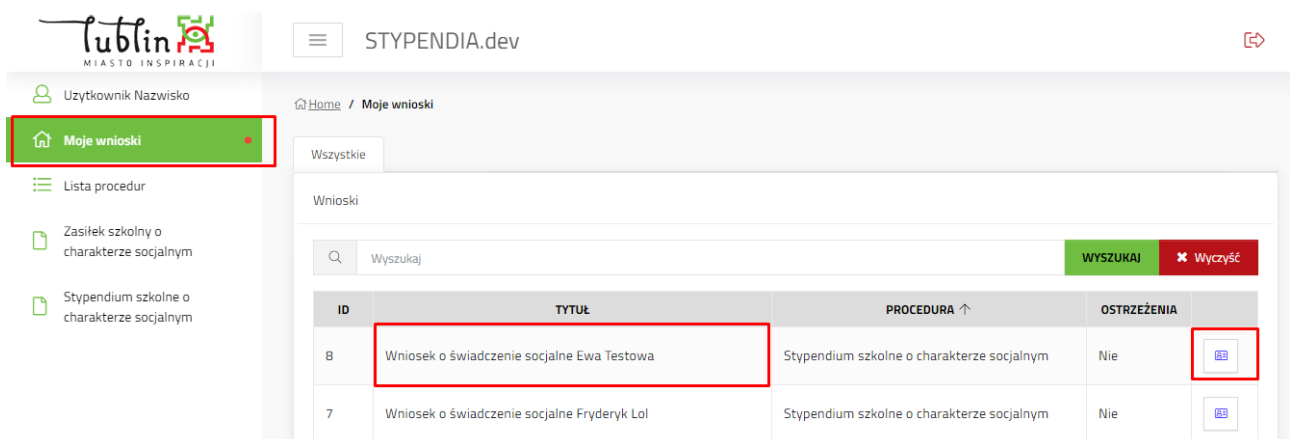 lublin
MIASTO INSPIRACJI
STYPENDIA.dev
Uzytkownik Nazwisko
Moje wnioski
Lista procedur
Zasiłek szkolny o
charakterze socjalnym
Stypendium szkolne o
charakterze socjalnym
Home / Moje wnioski
Wszystkie
Wnioski
Wyszukaj WYSZUKAJ Wyczyść
ID TYTUŁ PROCEDURA OSTRZEŻENIA
8 Wniosek o świadczenie socjalne Ewa Testowa Stypendium szkolne o charakterze socjalnym Nie
7 Wniosek o świadczenie socjalne Fryderyk Lol Stypendium szkolne o charakterze socjalnym Nie